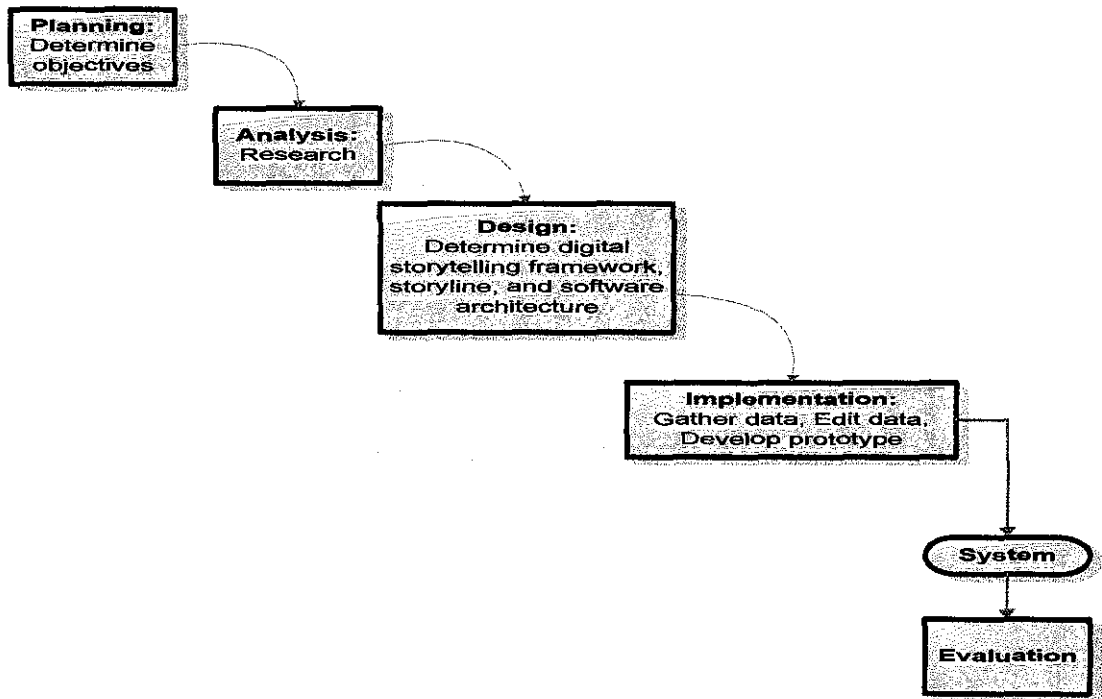 Planning:
Determine
objectives
Analysis:
Research
Design:
Determine digital
storytelling framework,
storyline, and software
architecture
Implementation:
Gather data, Edit data,
Develop prototype
System
Evaluation